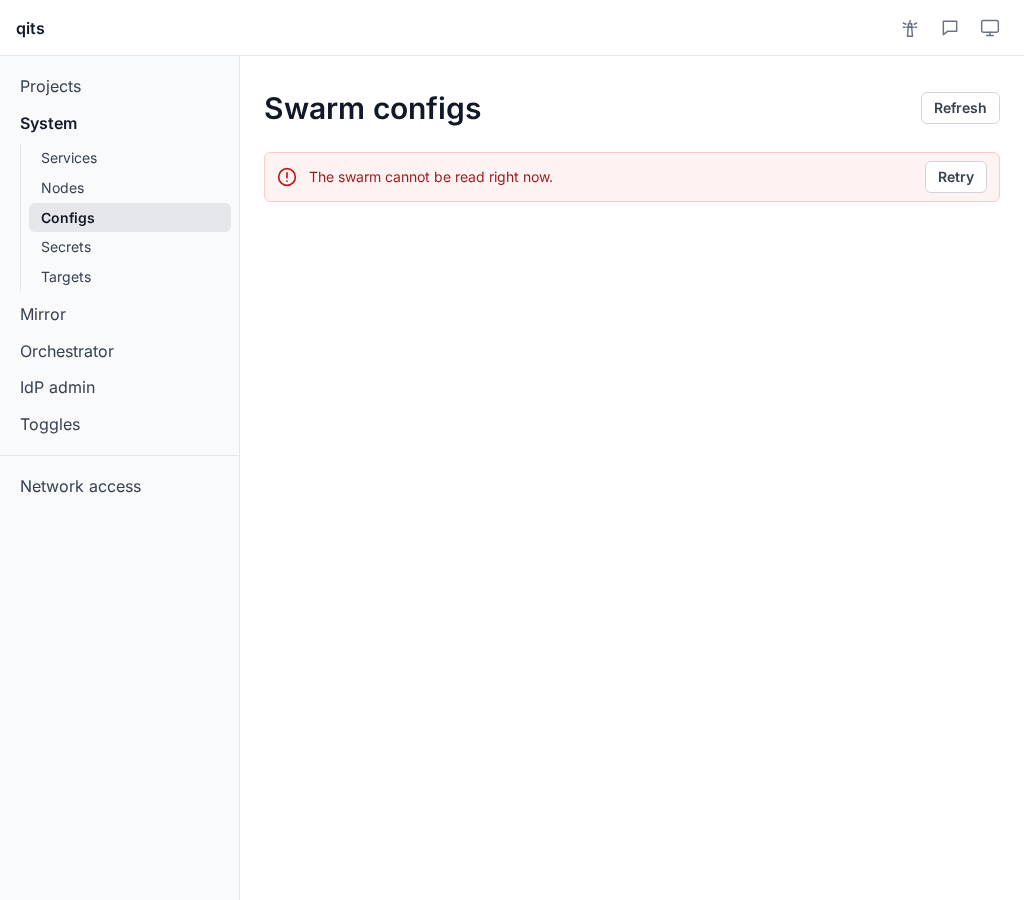 qits
Projects
System
Services
Nodes
Configs
Secrets
Targets
Mirror
Orchestrator
IdP admin
Toggles
Network access
Swarm configs
Refresh
The swarm cannot be read right now.
Retry